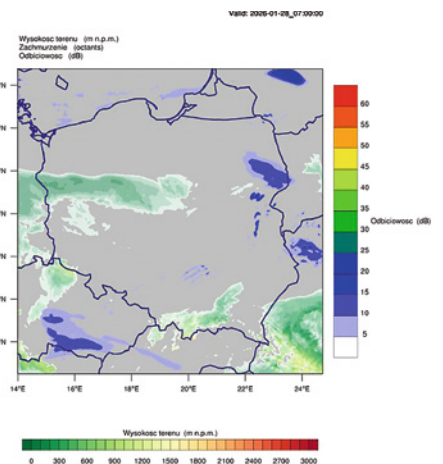 Valid: 2026-01-28_07:00:00
Wysokosc terenu (m n.p.m.)
Zachmurzenie (octants)
Odbiciowosc (dB)
60
55
50
45
40
35
30
25
20
15
10
5
Odbiciowosc (dB)
14°E 16°E 18°E 20°E 22°E 24°E
Wysokosc terenu (m n.p.m.)
0 300 600 900 1200 1500 1800 2100 2400 2700 3000